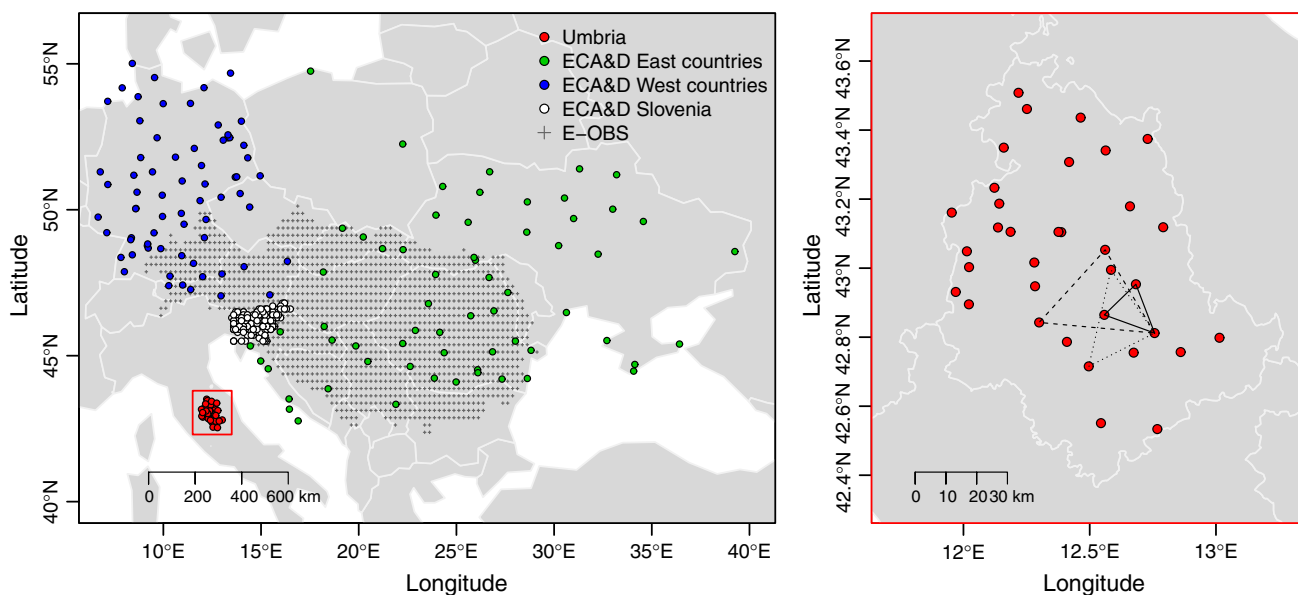 Umbria
ECA&D East countries
ECA&D West countries
ECA&D Slovenia
E−OBS
55°N
50°N
45°N
40°N
Latitude
0 200 400 600 km
10°E 15°E 20°E 25°E 30°E 35°E 40°E
Longitude
43.6°N
43.4°N
43.2°N
43°N
42.8°N
42.6°N
42.4°N
Latitude
0 10 20 30 km
12°E 12.5°E 13°E
Longitude